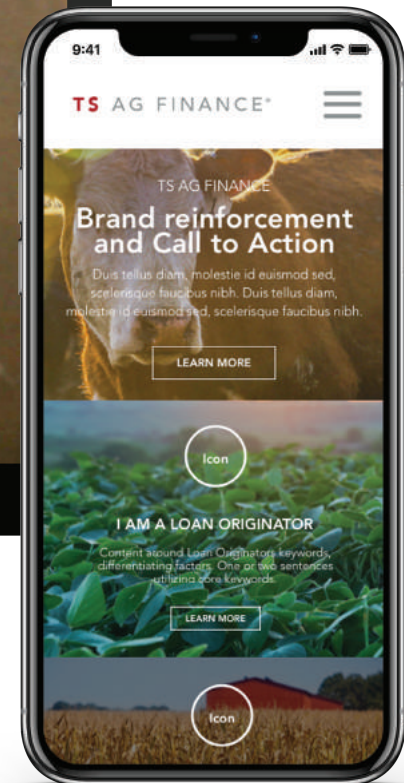 9:41
TS AG FINANCE®
TS AG FINANCE
Brand reinforcement
and Call to Action
Duis tellus diam, molestie id euismod sed,
scelerisque faucibus nibh. Duis tellus diam,
molestie id euismod sed, scelerisque faucibus nibh.
LEARN MORE
Icon
I AM A LOAN ORIGINATOR
Content around Loan Originators keywords,
differentiating factors. One or two sentences
utilizing core keywords.
LEARN MORE
Icon